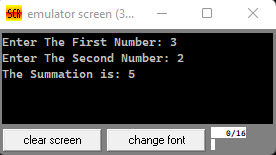 emulator screen (3...
Enter The First Number: 3
Enter The Second Number: 2
The Summation is: 5
clear screen
change font
0/16